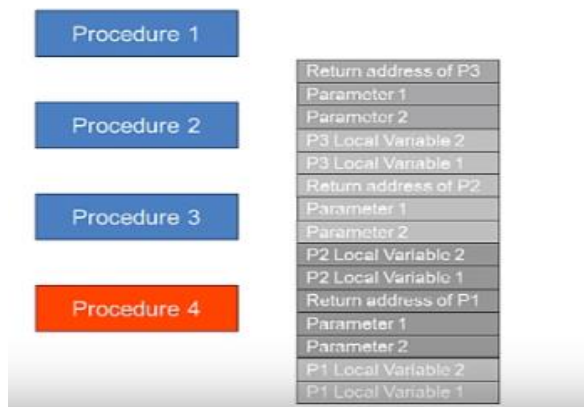 Procedure 1
Procedure 2
Procedure 3
Procedure 4
Return address of P3
Parameter 1
Parameter 2
P3 Local Variable 2
P3 Local Variable 1
Return address of P2
Parameter 1
Parameter 2
P2 Local Variable 2
P2 Local Variable 1
Return address of P1
Parameter 1
Parameter 2
P1 Local Variable 2
P1 Local Variable 1